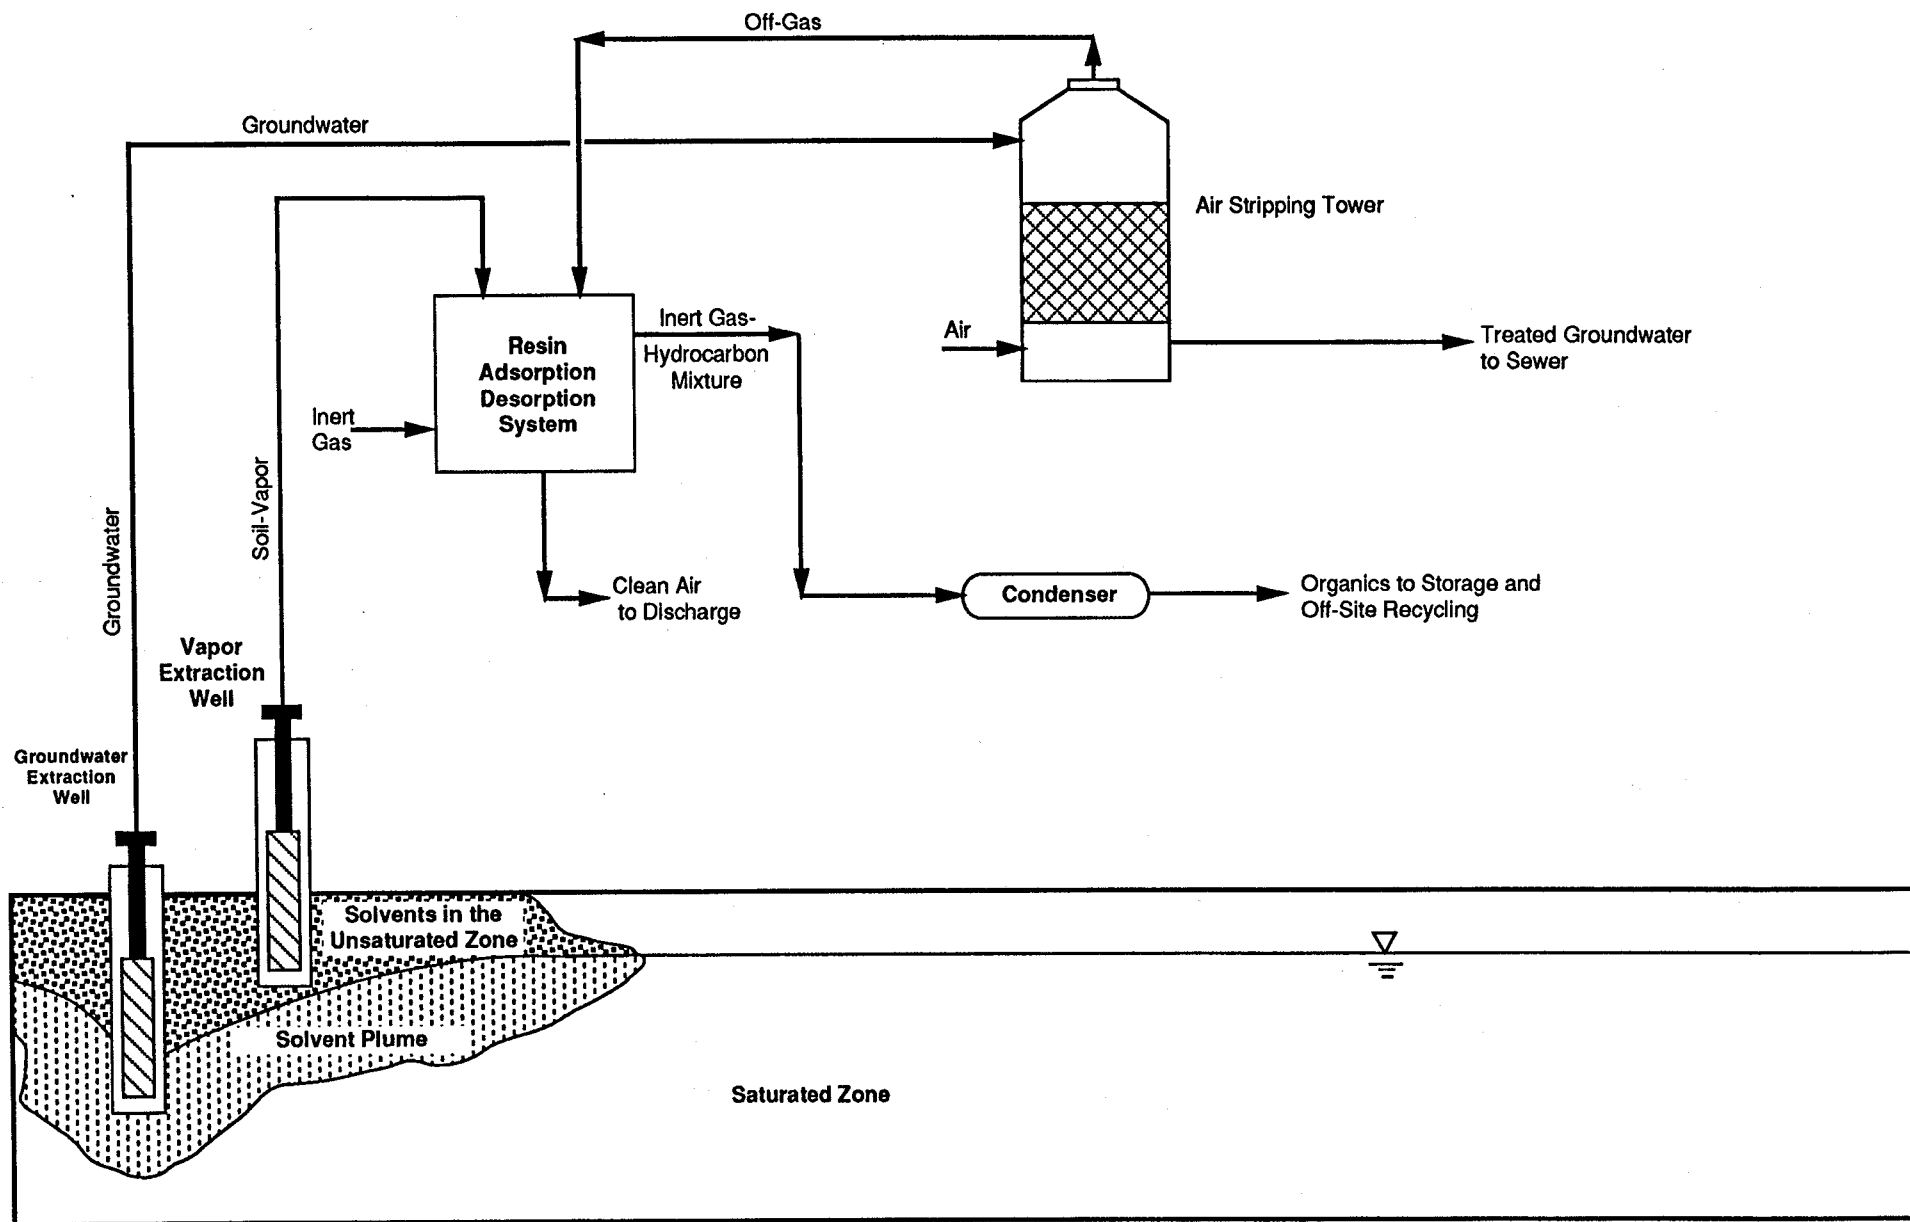 Off-Gas
Groundwater
Air Stripping Tower
Inert Gas-
Hydrocarbon
Mixture
Air
Treated Groundwater
to Sewer
Resin
Adsorption
Desorption
System
Inert
Gas
Soil-Vapor
Groundwater
Clean Air
to Discharge
Condenser
Organics to Storage and
Off-Site Recycling
Vapor
Extraction
Well
Groundwater
Extraction
Well
Solvents in the
Unsaturated Zone
Solvent Plume
Saturated Zone